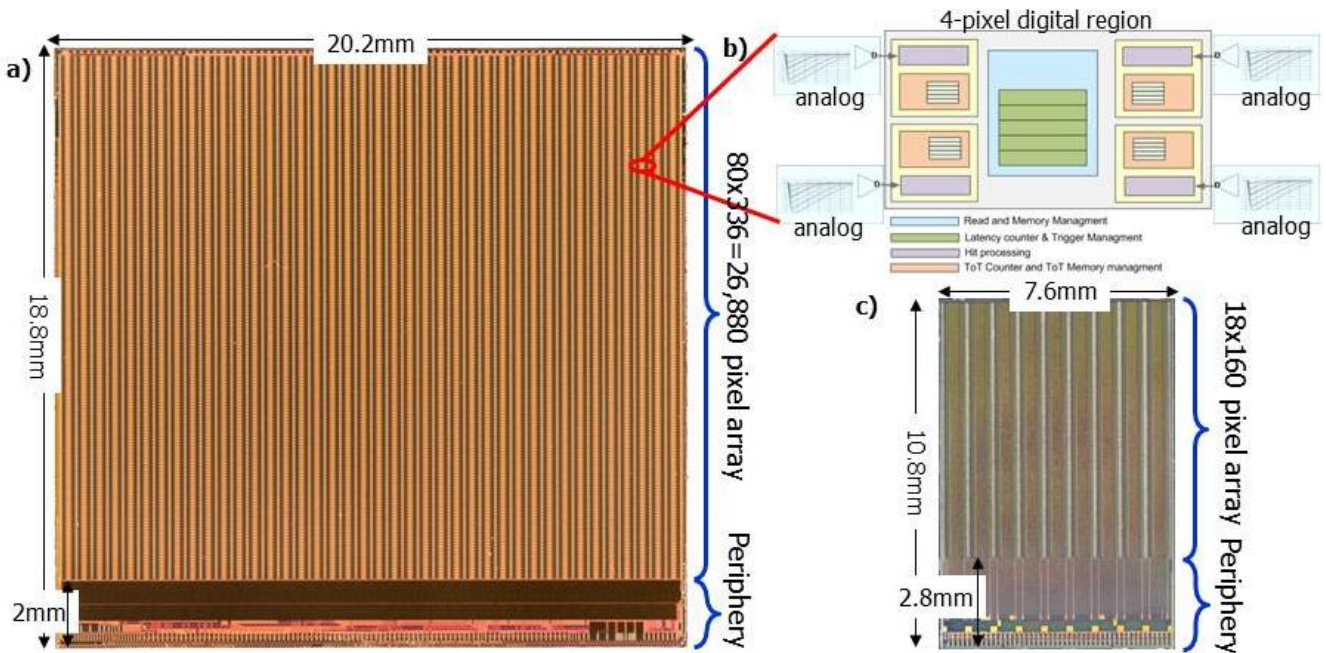 a)
20.2mm
18.8mm
2mm
80x336=26,880 pixel array
Periphery
b)
4-pixel digital region
analog
analog
analog
analog
Read and Memory Managment
Latency counter & Trigger Managment
Hit processing
ToT Counter and ToT Memory managment
c)
7.6mm
10.8mm
2.8mm
18x160 pixel array
Periphery